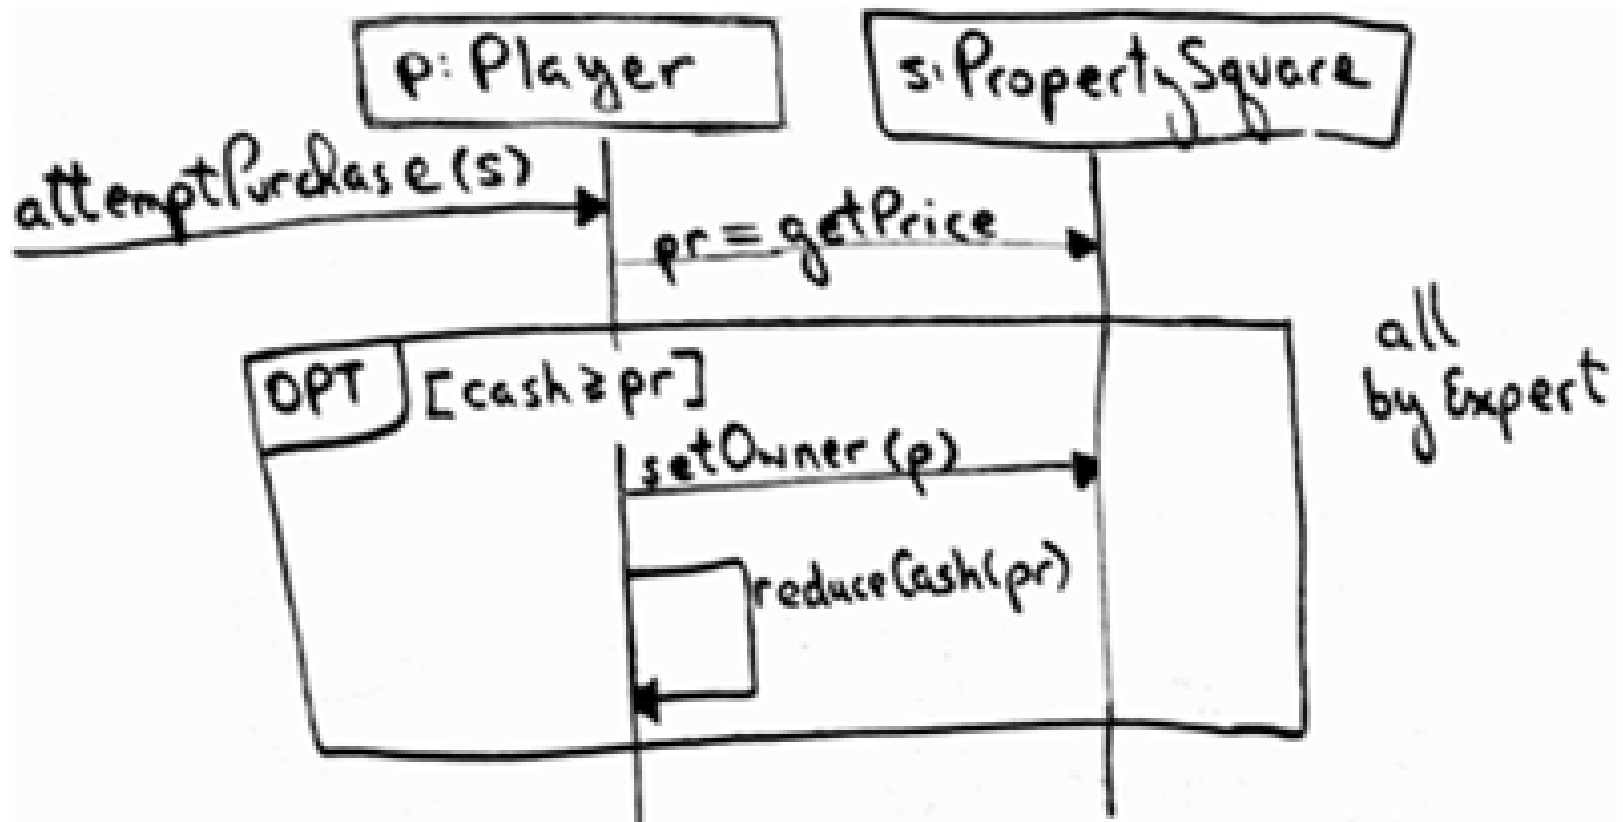 p: Player
s: PropertySquare
attemptPurchase(s)
pr = getPrice
OPT
[cash ≥ pr]
all
by Expert
setOwner(p)
reduceCash(pr)